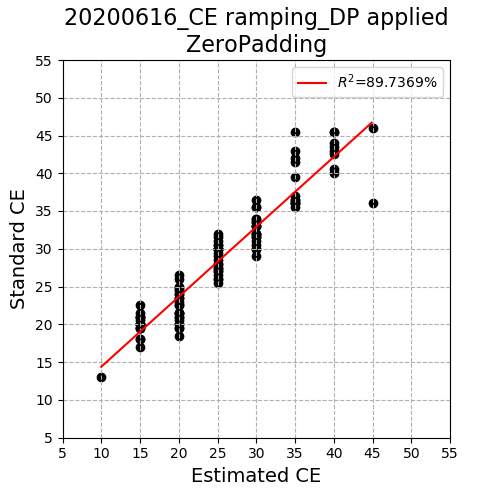 20200616_CE ramping_DP applied
ZeroPadding
R²=89.7369%
55
50
45
40
35
30
25
20
15
10
5
Standard CE
5 10 15 20 25 30 35 40 45 50 55
Estimated CE